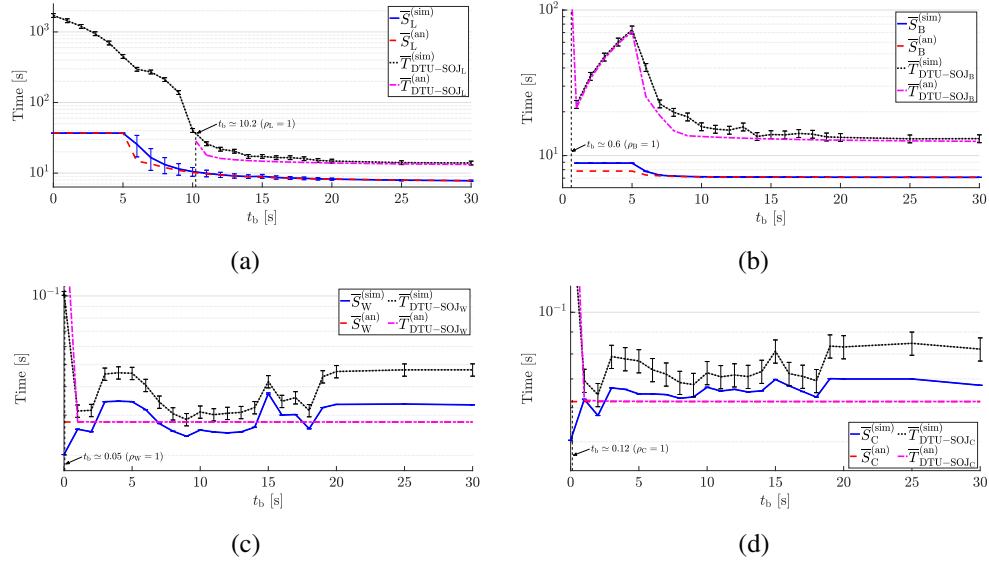 Time [s]
10^3
10^2
10^1
t_b ≃ 10.2 (ρ_L = 1)
S̅_L^(sim)
S̅_L^(an)
T̅_DTU−SOJ_L^(sim)
T̅_DTU−SOJ_L^(an)
0 5 10 15 20 25 30
t_b [s]
(a)
Time [s]
10^2
10^1
t_b ≃ 0.6 (ρ_B = 1)
S̅_B^(sim)
S̅_B^(an)
T̅_DTU−SOJ_B^(sim)
T̅_DTU−SOJ_B^(an)
0 5 10 15 20 25 30
t_b [s]
(b)
Time [s]
10^-1
S̅_W^(sim) T̅_DTU−SOJ_W^(sim)
S̅_W^(an) T̅_DTU−SOJ_W^(an)
t_b ≃ 0.05 (ρ_W = 1)
0 5 10 15 20 25 30
t_b [s]
(c)
Time [s]
10^-1
t_b ≃ 0.12 (ρ_C = 1)
S̅_C^(sim) T̅_DTU−SOJ_C^(sim)
S̅_C^(an) T̅_DTU−SOJ_C^(an)
0 5 10 15 20 25 30
t_b [s]
(d)